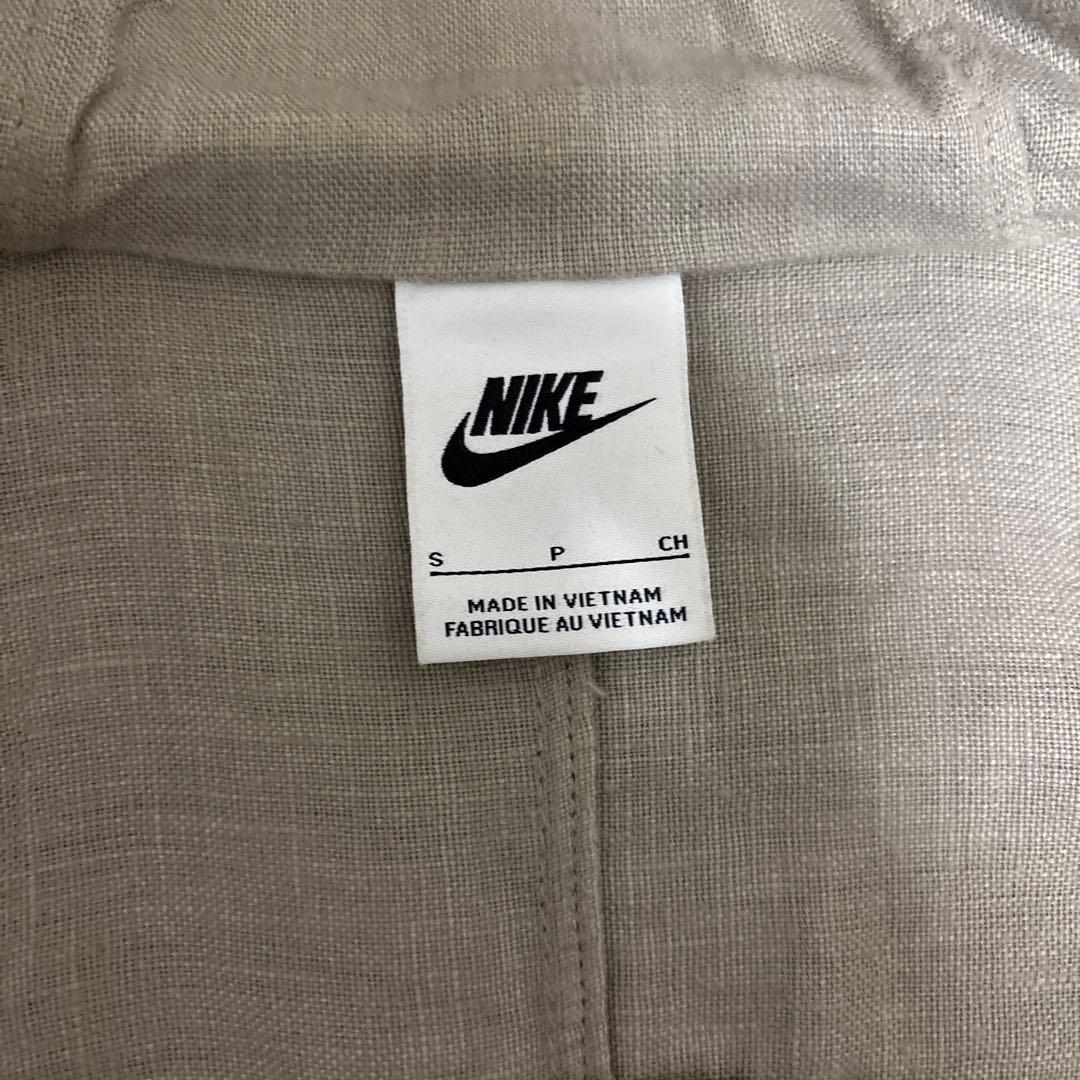 NIKE
S P CH
MADE IN VIETNAM
FABRIQUE AU VIETNAM